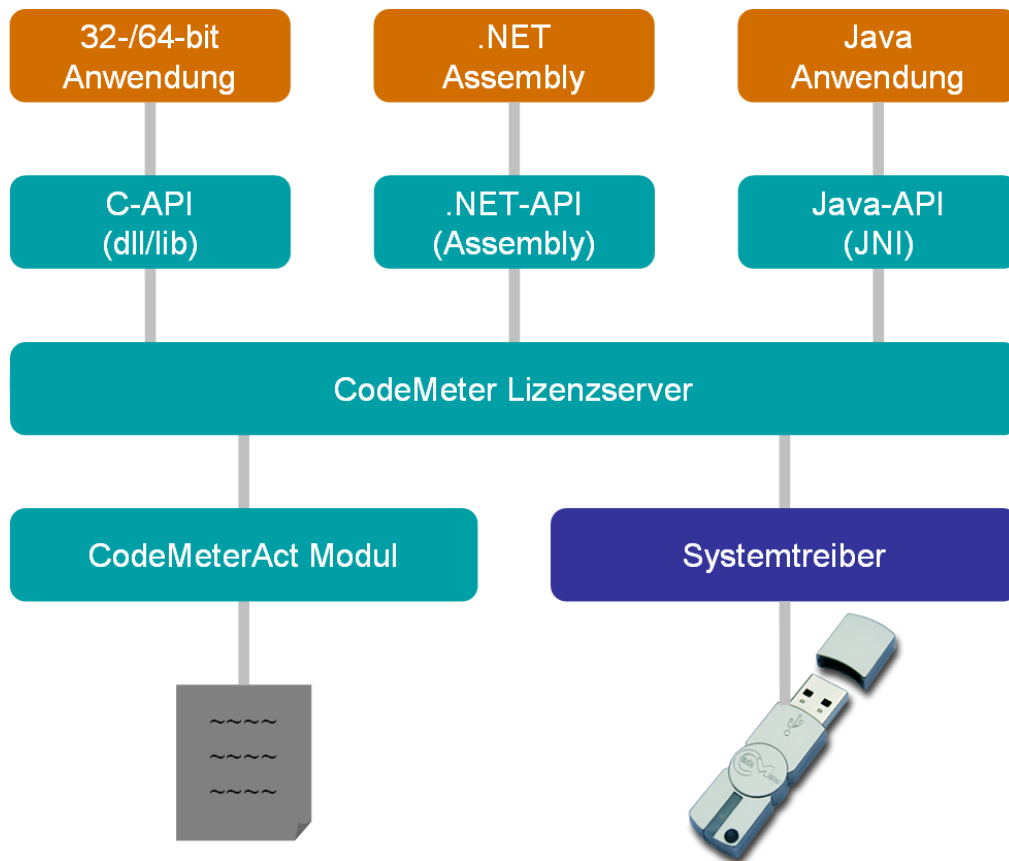 32-/64-bit
Anwendung
.NET
Assembly
Java
Anwendung
C-API
(dll/lib)
.NET-API
(Assembly)
Java-API
(JNI)
CodeMeter Lizenzserver
CodeMeterAct Modul
Systemtreiber
~~~~
~~~~
~~~~